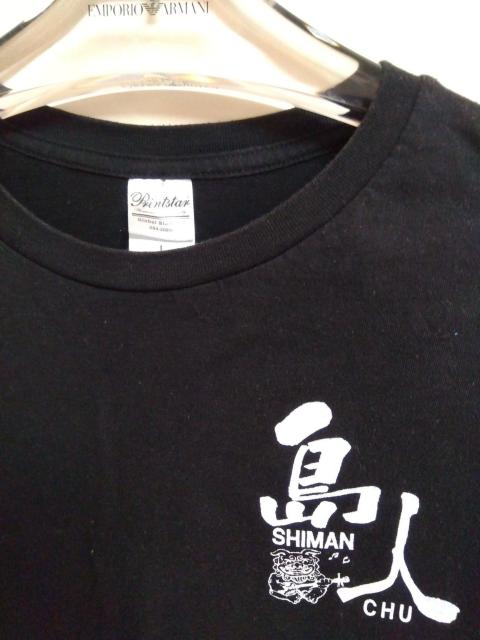 EMPORIO ARMANI
Printstar
島人
SHIMAN
CHU